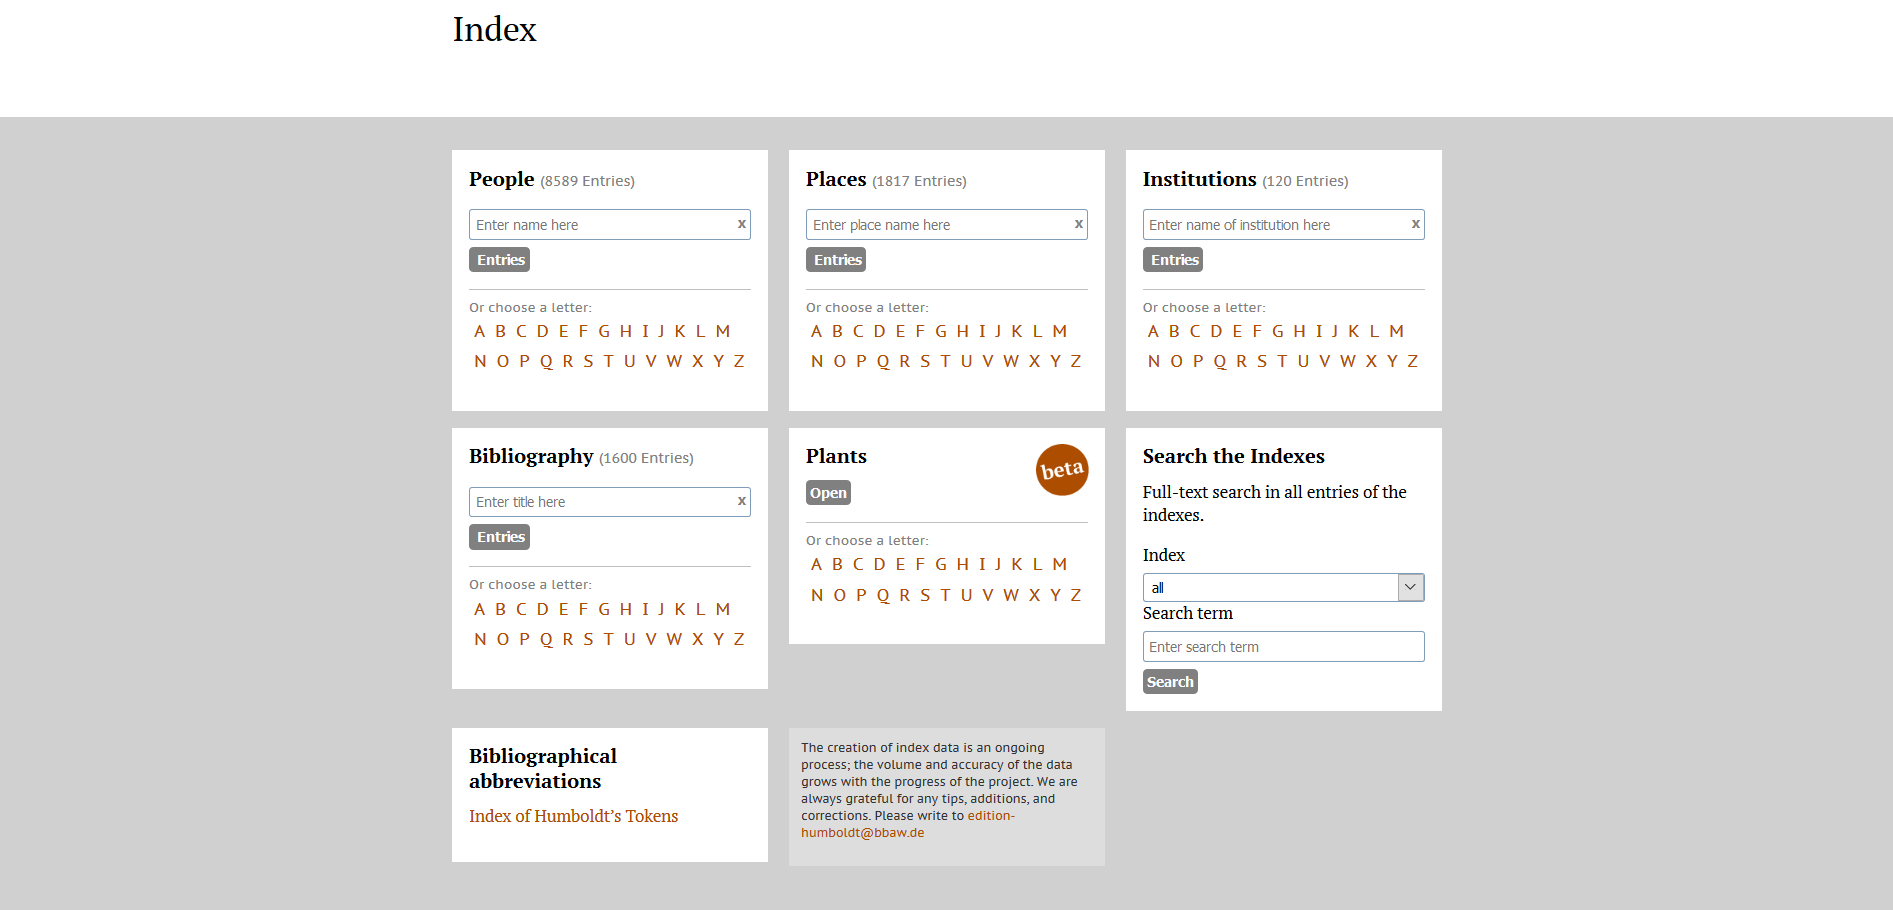 Index
People (8589 Entries)
Enter name here x
Entries
Or choose a letter:
A B C D E F G H I J K L M
N O P Q R S T U V W X Y Z
Places (1817 Entries)
Enter place name here x
Entries
Or choose a letter:
A B C D E F G H I J K L M
N O P Q R S T U V W X Y Z
Institutions (120 Entries)
Enter name of institution here x
Entries
Or choose a letter:
A B C D E F G H I J K L M
N O P Q R S T U V W X Y Z
Bibliography (1600 Entries)
Enter title here x
Entries
Or choose a letter:
A B C D E F G H I J K L M
N O P Q R S T U V W X Y Z
Plants
beta
Open
Or choose a letter:
A B C D E F G H I J K L M
N O P Q R S T U V W X Y Z
Search the Indexes
Full-text search in all entries of the
indexes.
Index
all
Search term
Enter search term
Search
Bibliographical
abbreviations
Index of Humboldt’s Tokens
The creation of index data is an ongoing
process; the volume and accuracy of the data
grows with the progress of the project. We are
always grateful for any tips, additions, and
corrections. Please write to edition-
humboldt@bbaw.de